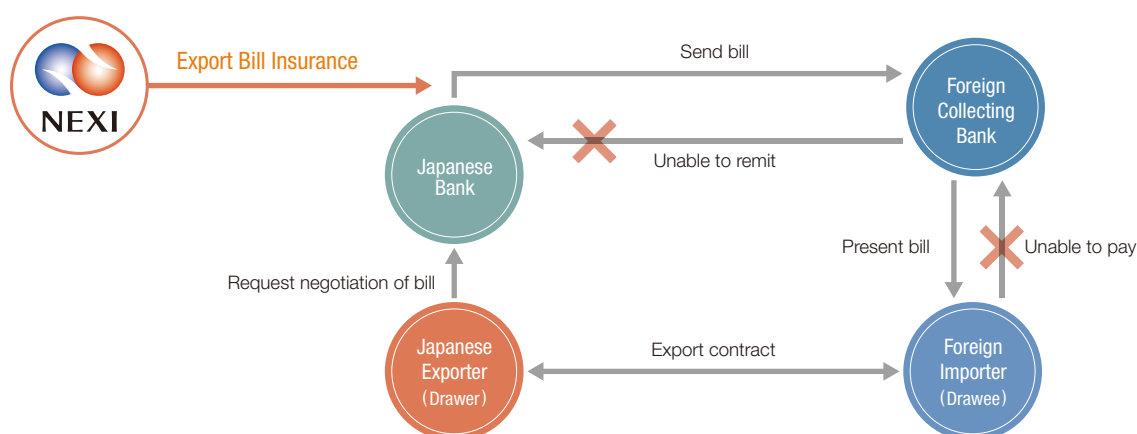 NEXI
Export Bill Insurance
Send bill
Foreign
Collecting
Bank
Unable to remit
Japanese
Bank
Present bill
Unable to pay
Request negotiation of bill
Japanese
Exporter
(Drawer)
Export contract
Foreign
Importer
(Drawee)